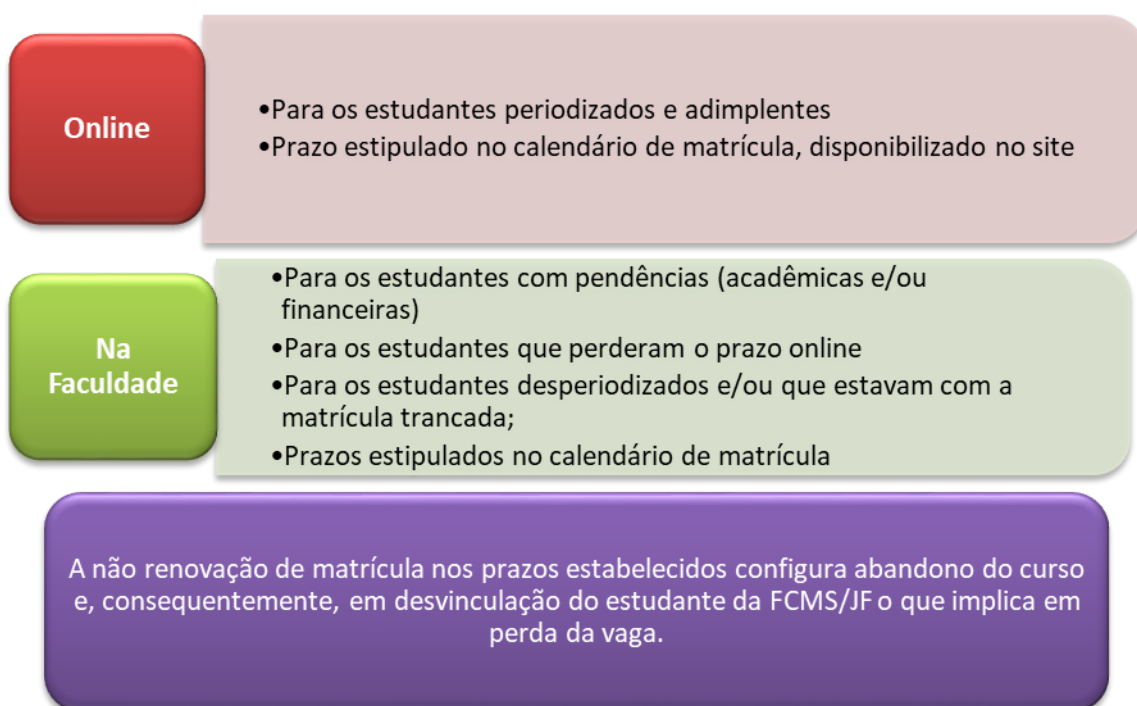 Online
•Para os estudantes periodizados e adimplentes
•Prazo estipulado no calendário de matrícula, disponibilizado no site
Na
Faculdade
•Para os estudantes com pendências (acadêmicas e/ou
financeiras)
•Para os estudantes que perderam o prazo online
•Para os estudantes desperiodizados e/ou que estavam com a
matrícula trancada;
•Prazos estipulados no calendário de matrícula
A não renovação de matrícula nos prazos estabelecidos configura abandono do curso
e, consequentemente, em desvinculação do estudante da FCMS/JF o que implica em
perda da vaga.